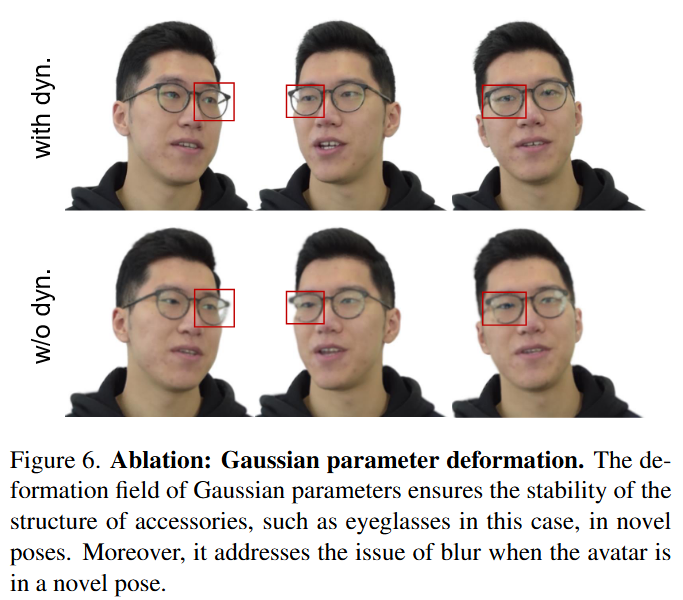 with dyn.
w/o dyn.
Figure 6. Ablation: Gaussian parameter deformation. The de-
formation field of Gaussian parameters ensures the stability of the
structure of accessories, such as eyeglasses in this case, in novel
poses. Moreover, it addresses the issue of blur when the avatar is
in a novel pose.